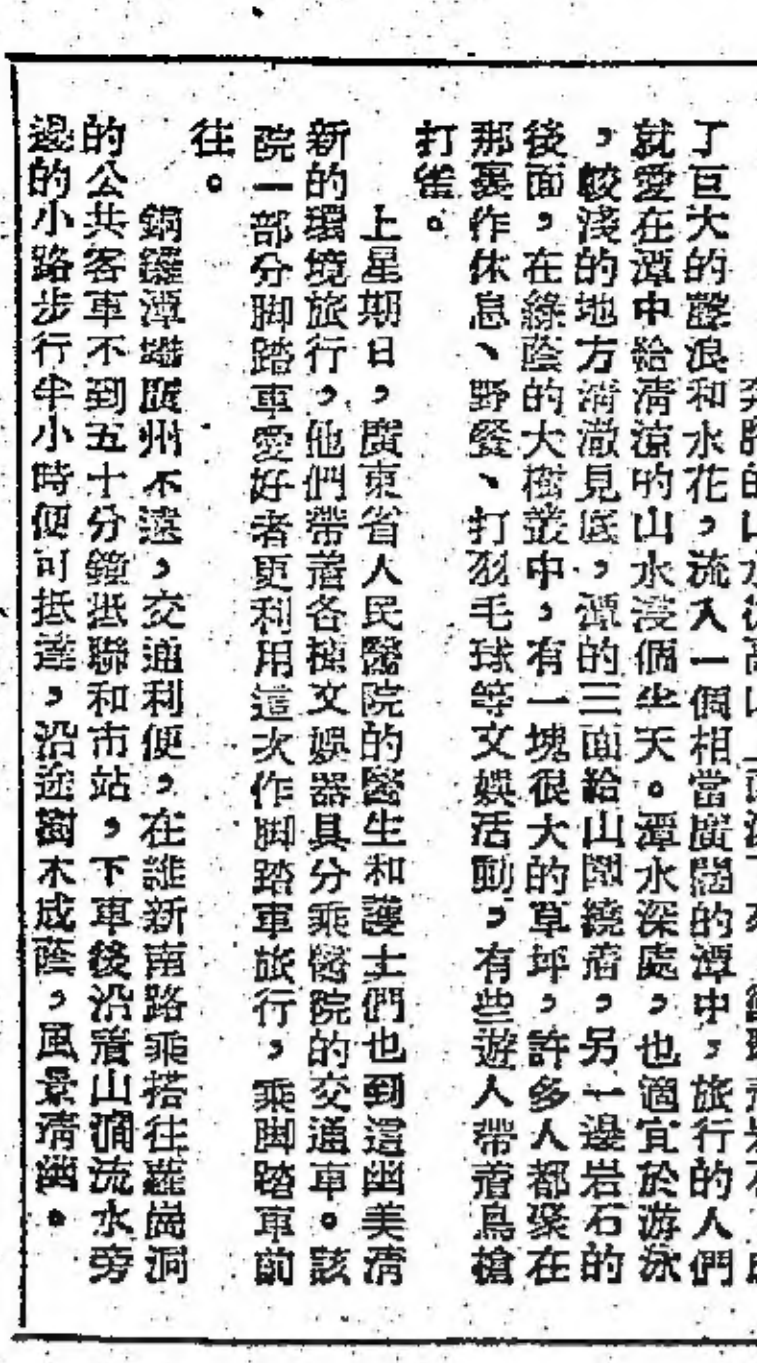 了巨大的聲浪和水花，流入一個相當廣闊的潭中，旅行的人們
就愛在潭中給清涼的山水浸個半天。潭水深處，也適宜於游泳
，較淺的地方清澈見底，潭的三面給山圍繞着，另一邊岩石的
後面，在綠蔭的大樹叢中，有一塊很大的草坪，許多人都聚在
那裏作休息、野餐、打羽毛球等文娛活動，有些遊人帶着鳥槍
打雀。
上星期日，廣東省人民醫院的醫生和護士們也到這幽美清
新的環境旅行，他們帶着各種文娛器具分乘醫院的交通車。該
院一部分脚踏車愛好者更利用這次作脚踏車旅行，乘脚踏車前
往。
銅鑼潭離廣州不遠，交通利便，在維新南路乘搭往蘿崗洞
的公共客車不到五十分鐘抵聯和市站，下車後沿着山澗流水旁
邊的小路步行半小時便可抵達，沿途樹木成蔭，風景清幽。